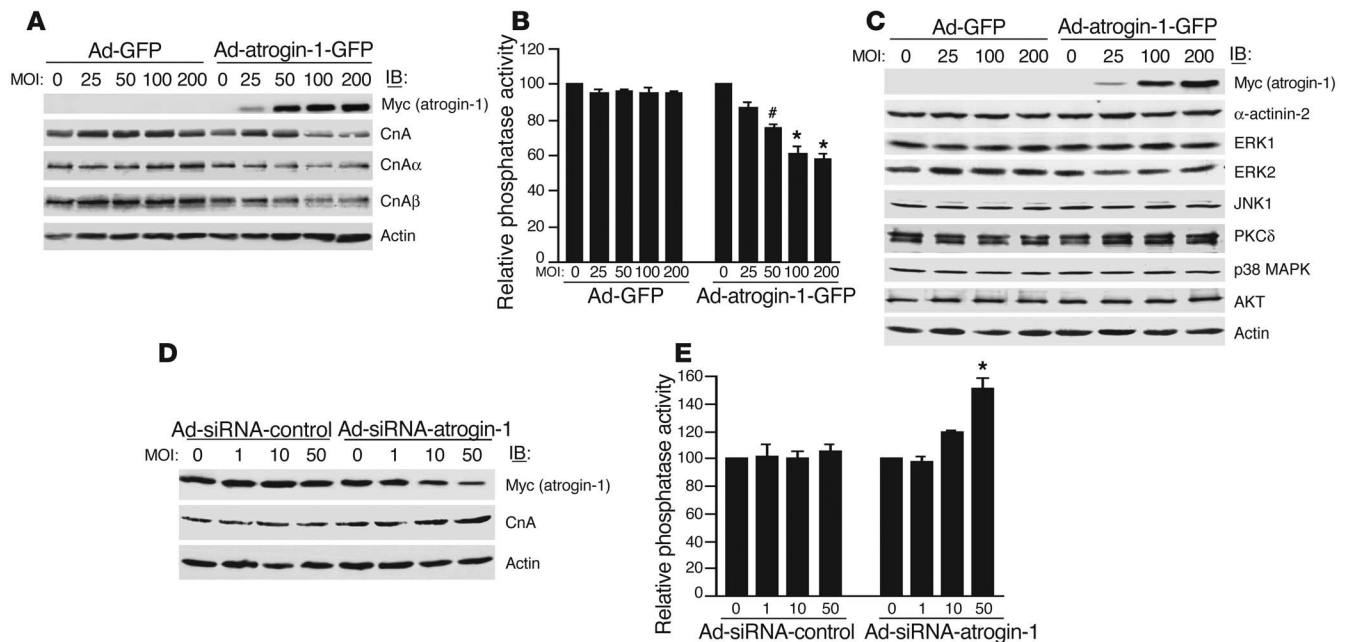 A
Ad-GFP Ad-atrogin-1-GFP
MOI: 0 25 50 100 200 0 25 50 100 200 IB:
Myc (atrogin-1)
CnA
CnAα
CnAβ
Actin
B
Relative phosphatase activity
120
100
80
60
40
20
0
# * *
MOI: 0 25 50 100 200 0 25 50 100 200
Ad-GFP Ad-atrogin-1-GFP
C
Ad-GFP Ad-atrogin-1-GFP
MOI: 0 25 100 200 0 25 100 200 IB:
Myc (atrogin-1)
α-actinin-2
ERK1
ERK2
JNK1
PKCδ
p38 MAPK
AKT
Actin
D
Ad-siRNA-control Ad-siRNA-atrogin-1
MOI: 0 1 10 50 0 1 10 50 IB:
Myc (atrogin-1)
CnA
Actin
E
Relative phosphatase activity
160
140
120
100
80
60
40
20
0
*
0 1 10 50 0 1 10 50
Ad-siRNA-control Ad-siRNA-atrogin-1